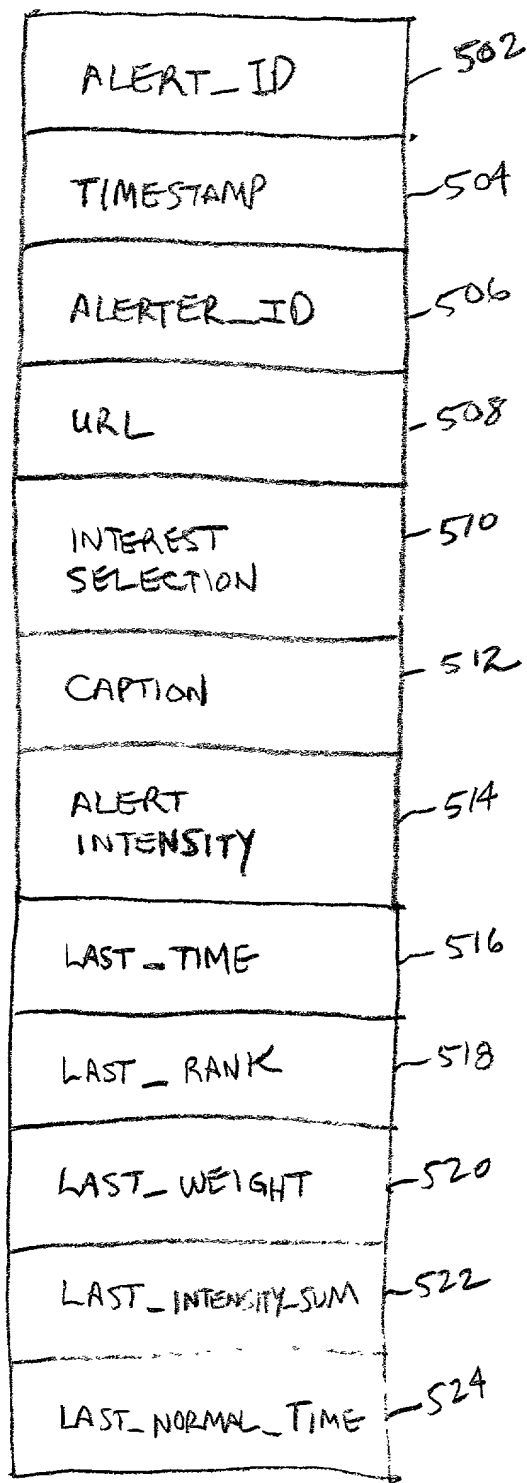 ALERT_ID 502
TIMESTAMP 504
ALERTER_ID 506
URL 508
INTEREST 510
SELECTION
CAPTION 512
ALERT 514
INTENSITY
LAST_TIME 516
LAST_RANK 518
LAST_WEIGHT 520
LAST_INTENSITY_SUM 522
LAST_NORMAL_TIME 524